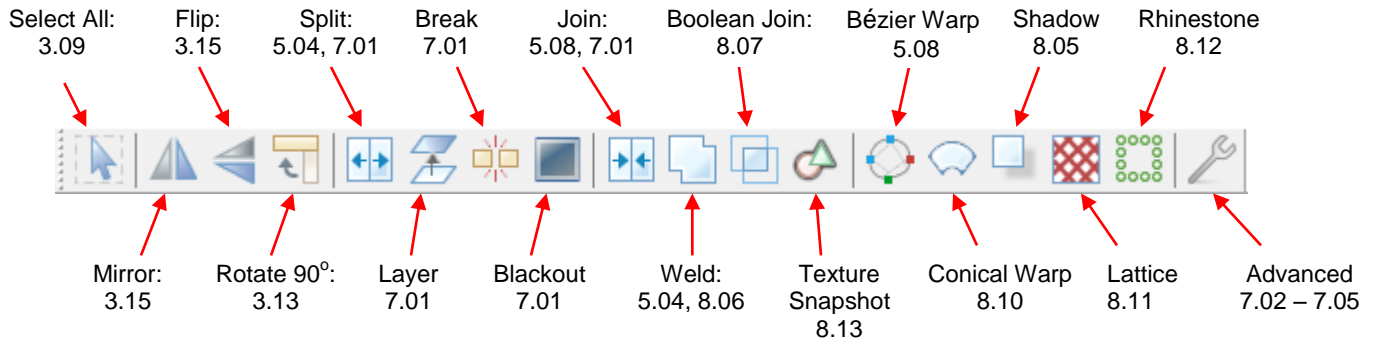 Select All:
3.09
Flip:
3.15
Split:
5.04, 7.01
Break
7.01
Join:
5.08, 7.01
Boolean Join:
8.07
Bézier Warp
5.08
Shadow
8.05
Rhinestone
8.12
Mirror:
3.15
Rotate 90°:
3.13
Layer
7.01
Blackout
7.01
Weld:
5.04, 8.06
Texture
Snapshot
8.13
Conical Warp
8.10
Lattice
8.11
Advanced
7.02 – 7.05